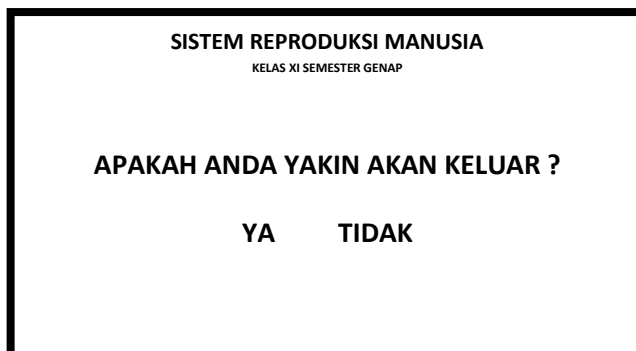 SISTEM REPRODUKSI MANUSIA
KELAS XI SEMESTER GENAP
APAKAH ANDA YAKIN AKAN KELUAR ?
YA TIDAK